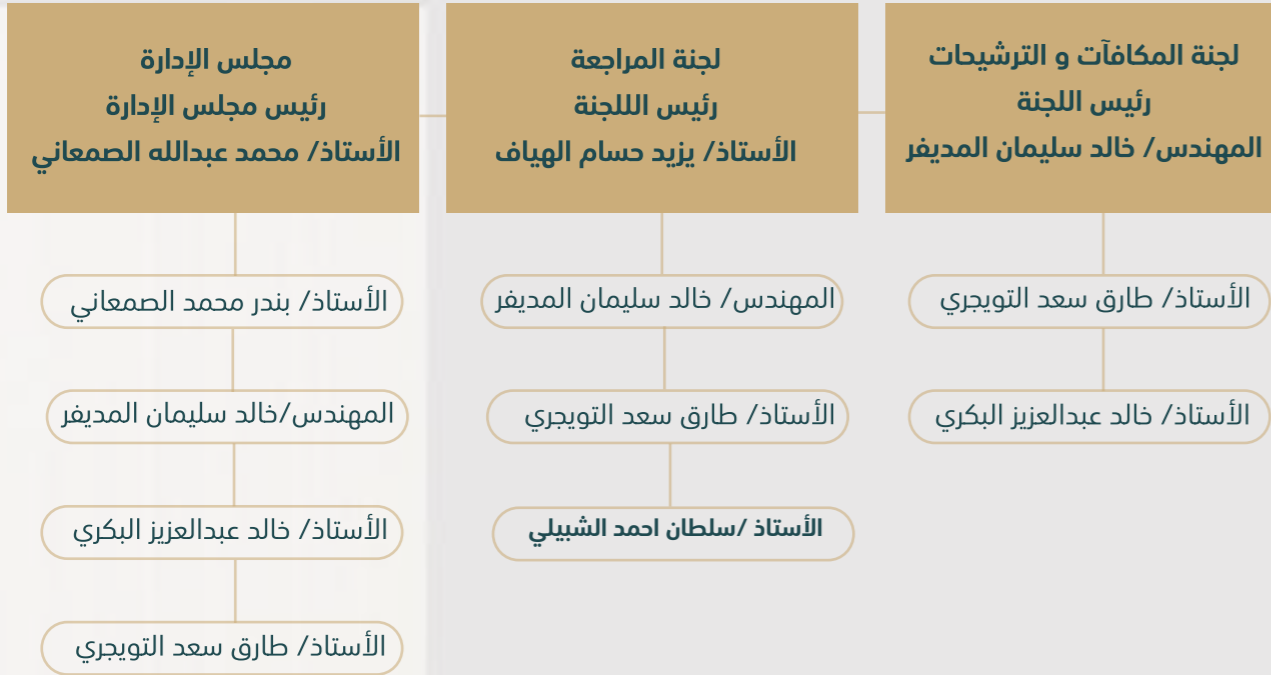 لجنة المكافآت و الترشيحات
رئيس اللجنة
المهندس/ خالد سليمان المديفر
الأستاذ/ طارق سعد التويجري
الأستاذ/ خالد عبدالعزيز البكري
لجنة المراجعة
رئيس الللجنة
الأستاذ/ يزيد حسام الهياف
المهندس/ خالد سليمان المديفر
الأستاذ/ طارق سعد التويجري
الأستاذ /سلطان احمد الشبيلي
مجلس الإدارة
رئيس مجلس الإدارة
الأستاذ/ محمد عبدالله الصمعاني
الأستاذ/ بندر محمد الصمعاني
المهندس/خالد سليمان المديفر
الأستاذ/ خالد عبدالعزيز البكري
الأستاذ/ طارق سعد التويجري